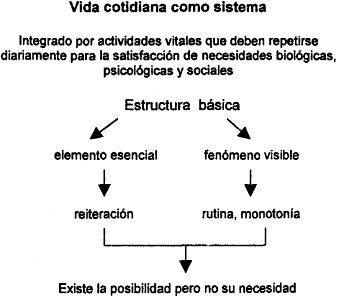 Vida cotidiana como sistema
Integrado por actividades vitales que deben repetirse
diariamente para la satisfacción de necesidades biológicas,
psicológicas y sociales
Estructura básica
elemento esencial
fenómeno visible
reiteración
rutina, monotonía
Existe la posibilidad pero no su necesidad